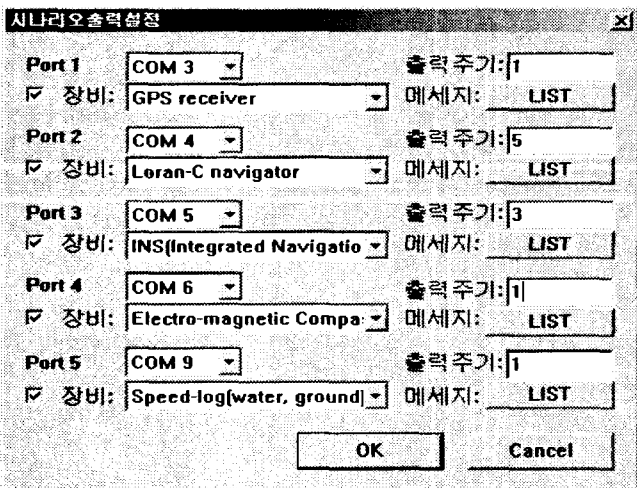 시나리오출력설정
Port 1 COM 3 출력주기:1
장비: GPS receiver 메세지: LIST
Port 2 COM 4 출력주기:5
장비: Loran-C navigator 메세지: LIST
Port 3 COM 5 출력주기:3
장비: INS(Integrated Navigatio 메세지: LIST
Port 4 COM 6 출력주기:1
장비: Electro-magnetic Compa 메세지: LIST
Port 5 COM 9 출력주기:1
장비: Speed-log(water, ground) 메세지: LIST
OK Cancel